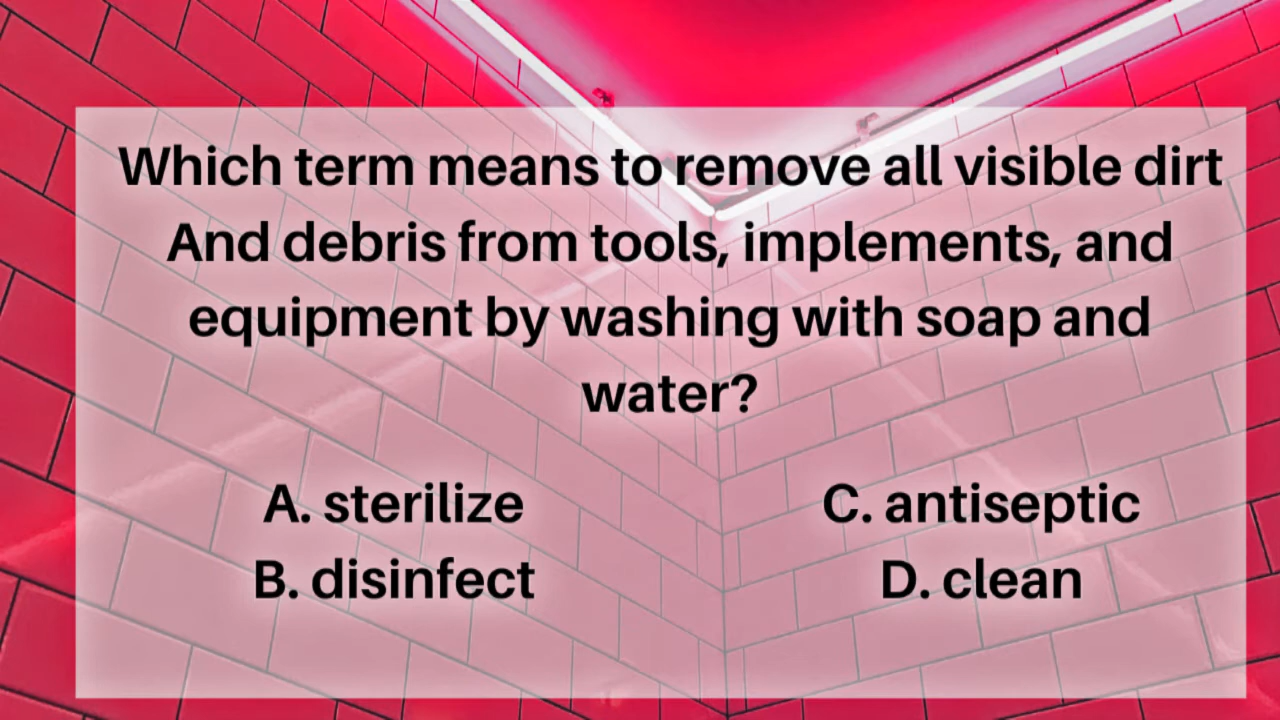 Which term means to remove all visible dirt
And debris from tools, implements, and
equipment by washing with soap and
water?
A. sterilize
B. disinfect
C. antiseptic
D. clean